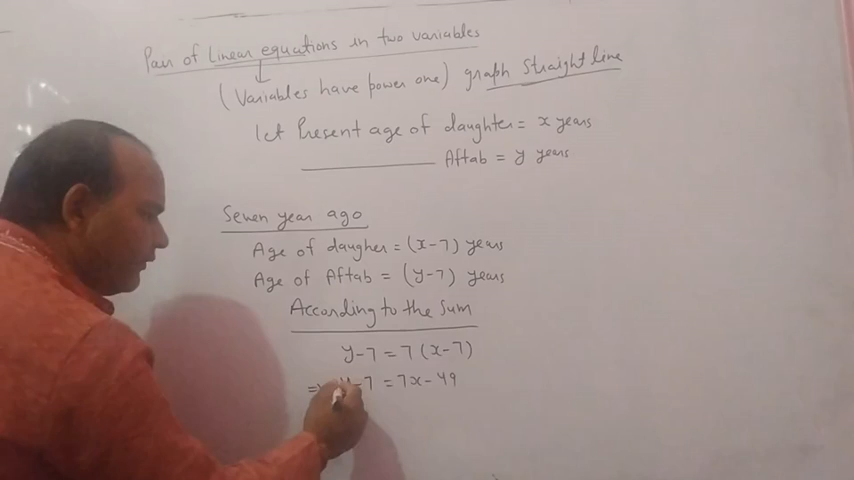 Pair of Linear equations in two variables
(Variables have power one) graph straight line
Let Present age of daughter = x years
Aftab = y years
Seven year ago
Age of daugher = (x-7) years
Age of Aftab = (y-7) years
According to the Sum
y-7 = 7(x-7)
=> y-7 = 7x-49